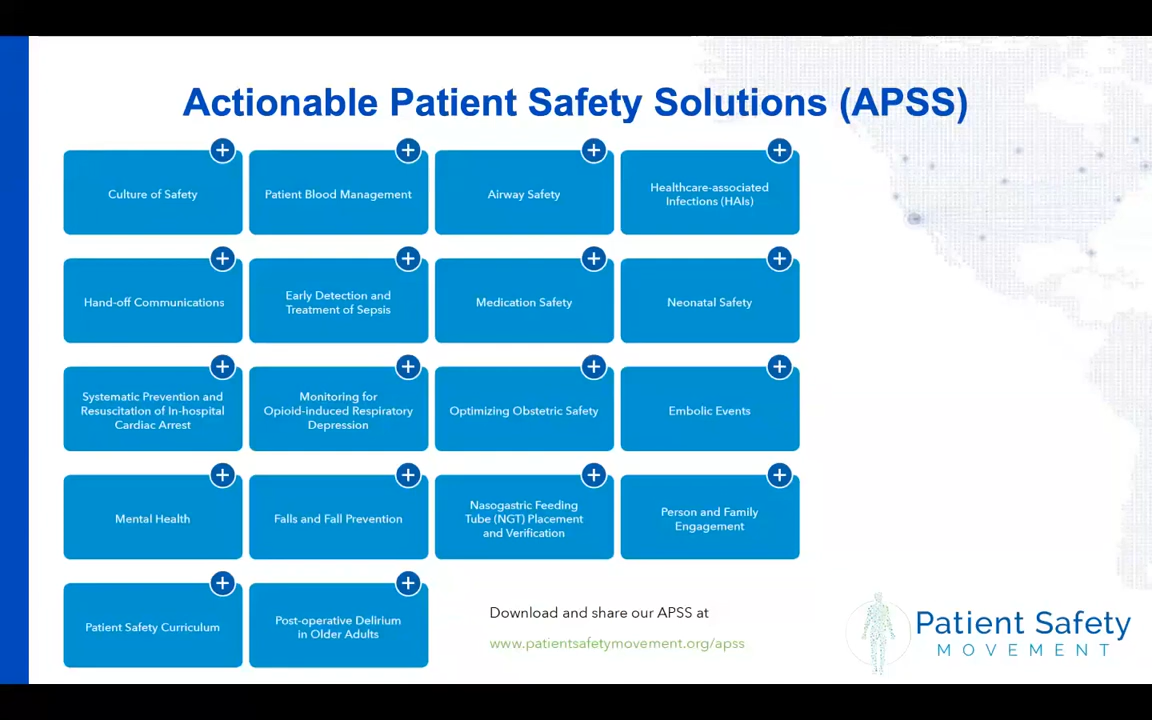 Actionable Patient Safety Solutions (APSS)
Culture of Safety
Patient Blood Management
Airway Safety
Healthcare-associated
Infections (HAIs)
Hand-off Communications
Early Detection and
Treatment of Sepsis
Medication Safety
Neonatal Safety
Systematic Prevention and
Resuscitation of In-hospital
Cardiac Arrest
Monitoring for
Opioid-induced Respiratory
Depression
Optimizing Obstetric Safety
Embolic Events
Mental Health
Falls and Fall Prevention
Nasogastric Feeding
Tube (NGT) Placement
and Verification
Person and Family
Engagement
Patient Safety Curriculum
Post-operative Delirium
in Older Adults
Download and share our APSS at
www.patientsafetymovement.org/apss
Patient Safety
MOVEMENT